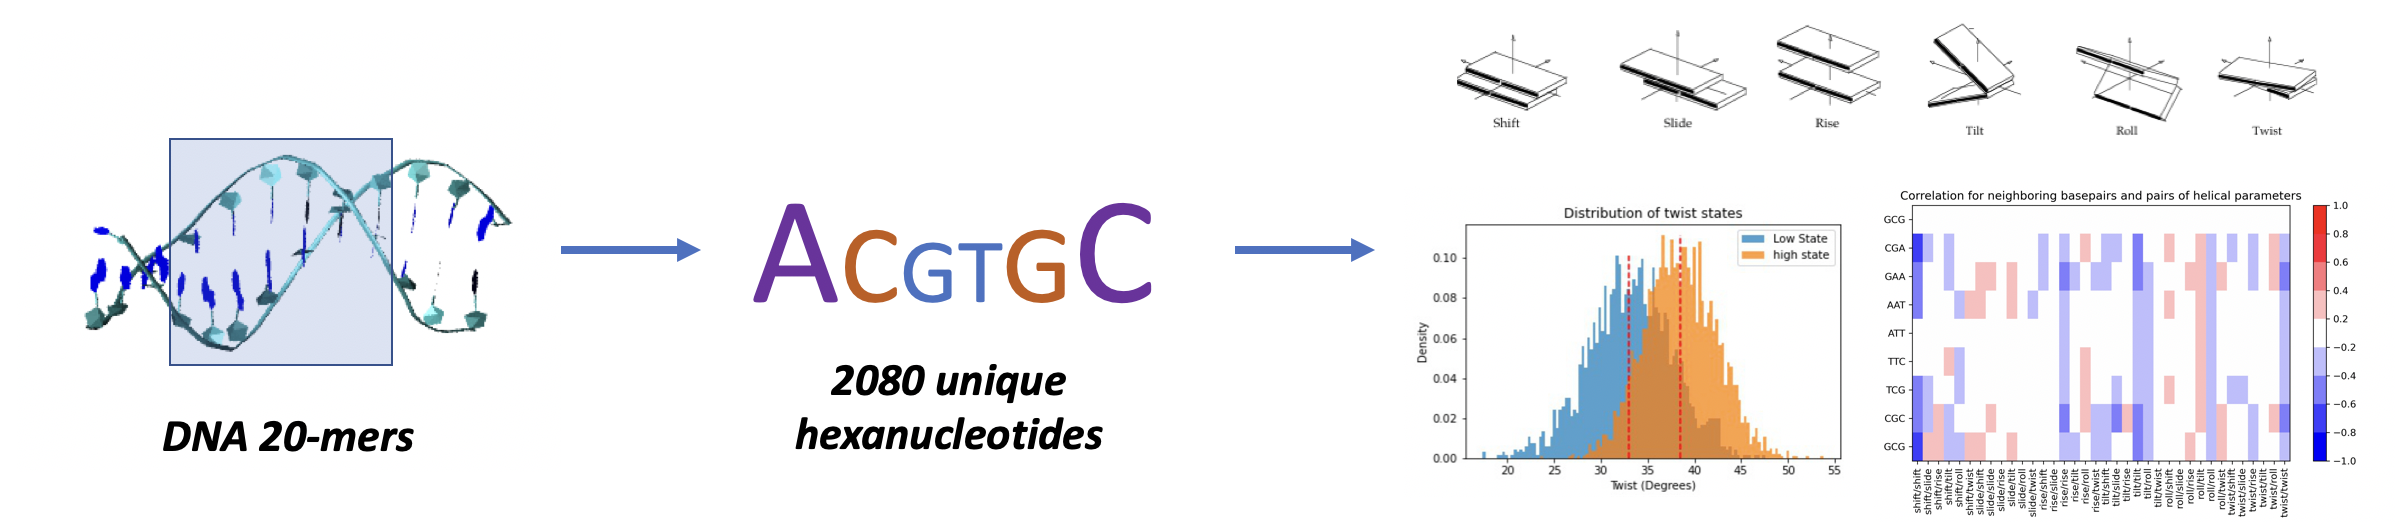 DNA 20-mers
ACGTGC
2080 unique
hexanucleotides
Shift
Slide
Rise
Tilt
Roll
Twist
Distribution of twist states
Low State
high state
Density
0.10
0.08
0.06
0.04
0.02
0.00
20
25
30
35
40
45
50
55
Twist (Degrees)
Correlation for neighboring basepairs and pairs of helical parameters
GCG
CGA
GAA
AAT
ATT
TTC
TCG
CGC
GCG
shift/shift
shift/slide
shift/rise
shift/tilt
shift/roll
shift/twist
slide/shift
slide/slide
slide/rise
slide/tilt
slide/roll
slide/twist
rise/shift
rise/slide
rise/rise
rise/tilt
rise/roll
rise/twist
tilt/shift
tilt/slide
tilt/rise
tilt/tilt
tilt/roll
tilt/twist
roll/shift
roll/slide
roll/rise
roll/tilt
roll/roll
roll/twist
twist/shift
twist/slide
twist/rise
twist/tilt
twist/roll
twist/twist
1.0
0.8
0.6
0.4
0.2
−0.2
−0.4
−0.6
−0.8
−1.0